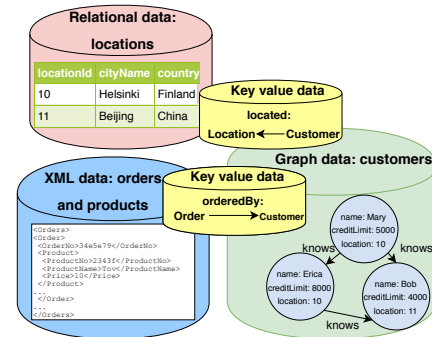 Relational data:
locations
locationId cityName country
10 Helsinki Finland
11 Beijing China
Key value data
located:
Location Customer
Graph data: customers
XML data: orders
and products
Key value data
orderedBy:
Order Customer
<Orders>
<Order>
<OrderNo>34e5e79</OrderNo>
<Product>
<ProductNo>2343f</ProductNo>
<ProductName>Toy</ProductName>
<Price>10</Price>
</Product>
...
</Order>
...
</Orders>
name: Mary
creditLimit: 5000
location: 10
knows
knows
name: Erica
creditLimit: 8000
location: 10
name: Bob
creditLimit: 4000
location: 11
knows